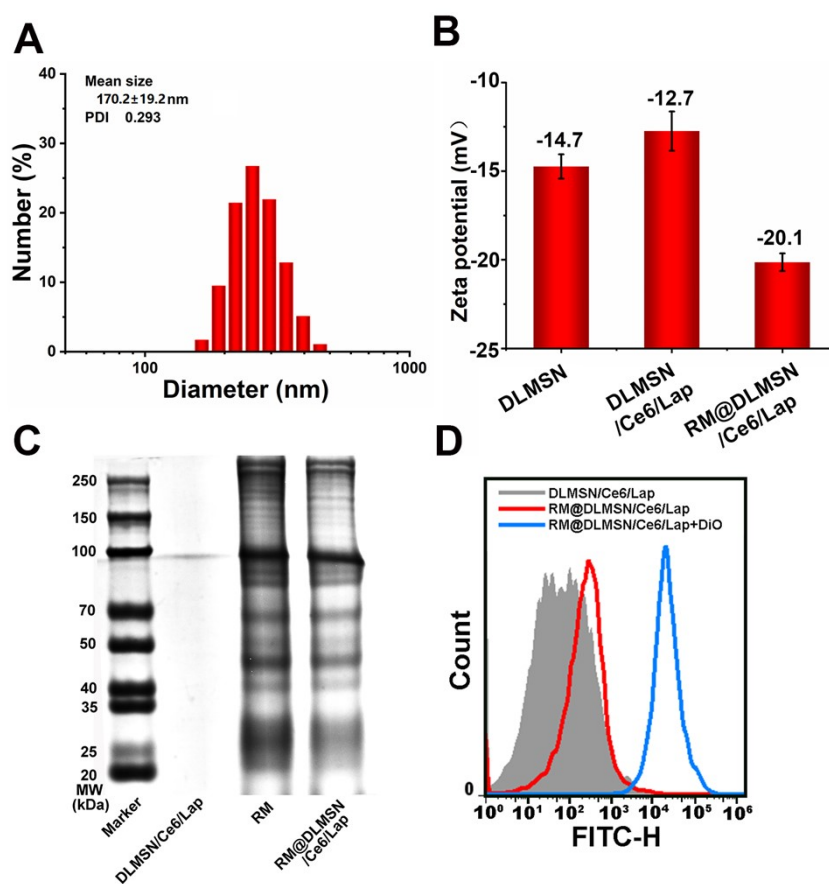 A
Mean size
170.2±19.2nm
PDI 0.293
40
30
20
10
0
Number (%)
100
1000
Diameter (nm)
B
-10
-15
-20
-25
Zeta potential (mV）
-14.7
-12.7
-20.1
DLMSN
DLMSN
/Ce6/Lap
RM@DLMSN
/Ce6/Lap
C
250
150
100
70
50
40
35
25
20
MW
(kDa)
Marker
DLMSN/Ce6/Lap
RM
RM@DLMSN
/Ce6/Lap
D
DLMSN/Ce6/Lap
RM@DLMSN/Ce6/Lap
RM@DLMSN/Ce6/Lap+DiO
Count
0
10⁰ 10¹ 10² 10³ 10⁴ 10⁵ 10⁶
FITC-H